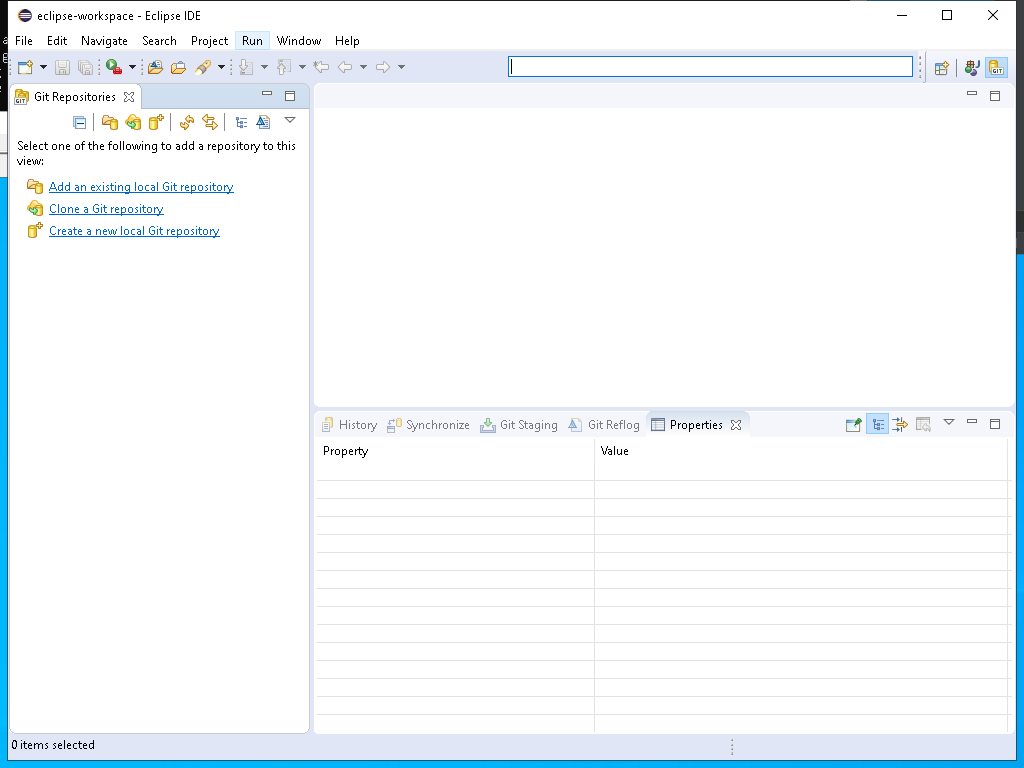 eclipse-workspace - Eclipse IDE
File Edit Navigate Search Project Run Window Help
Git Repositories
Select one of the following to add a repository to this
view:
Add an existing local Git repository
Clone a Git repository
Create a new local Git repository
History Synchronize Git Staging Git Reflog Properties
Property Value
0 items selected